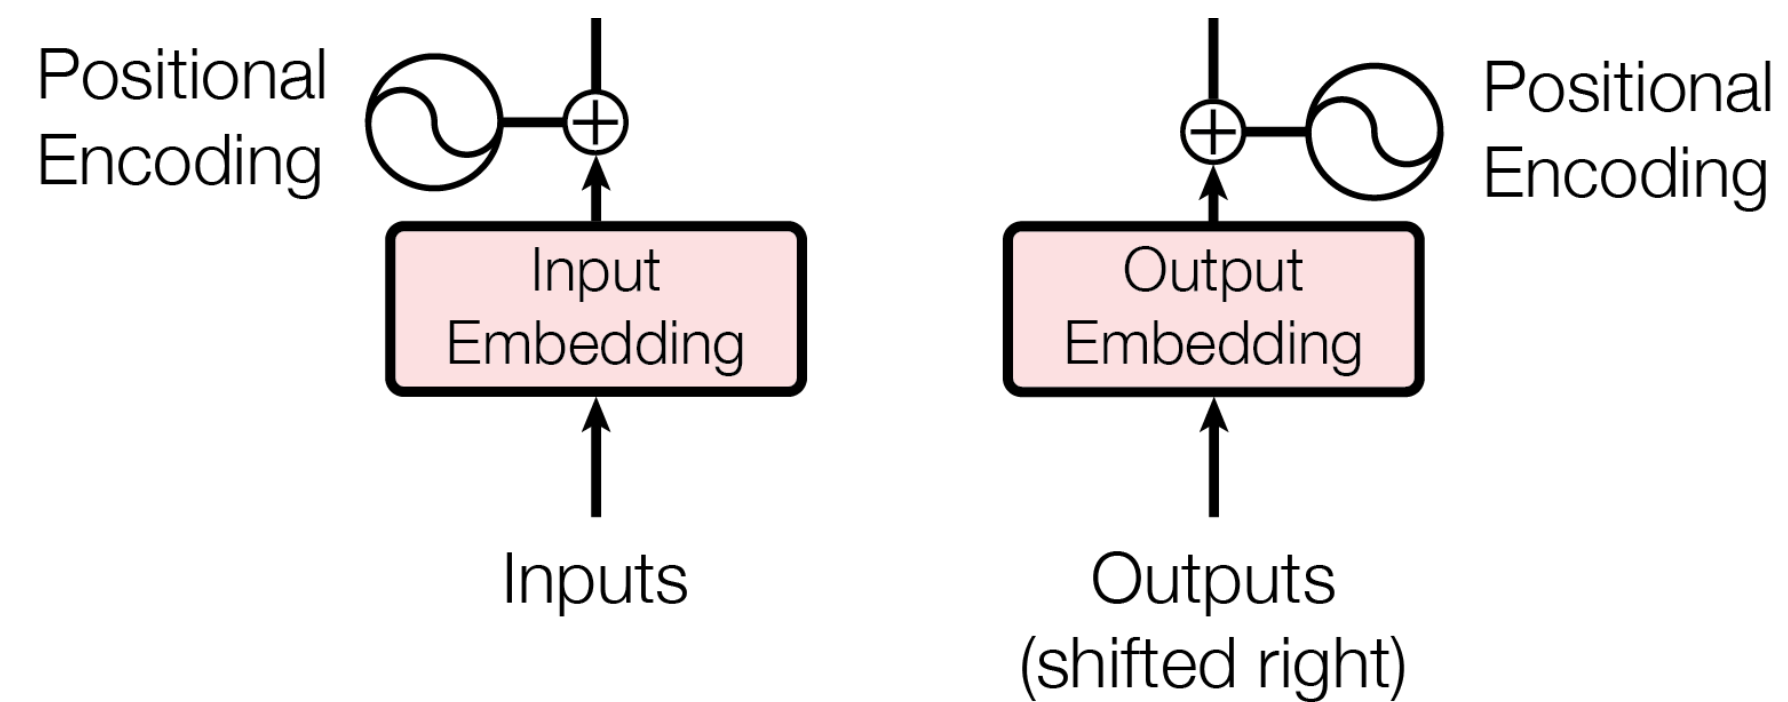 Positional
Encoding
Input
Embedding
Inputs
Positional
Encoding
Output
Embedding
Outputs
(shifted right)